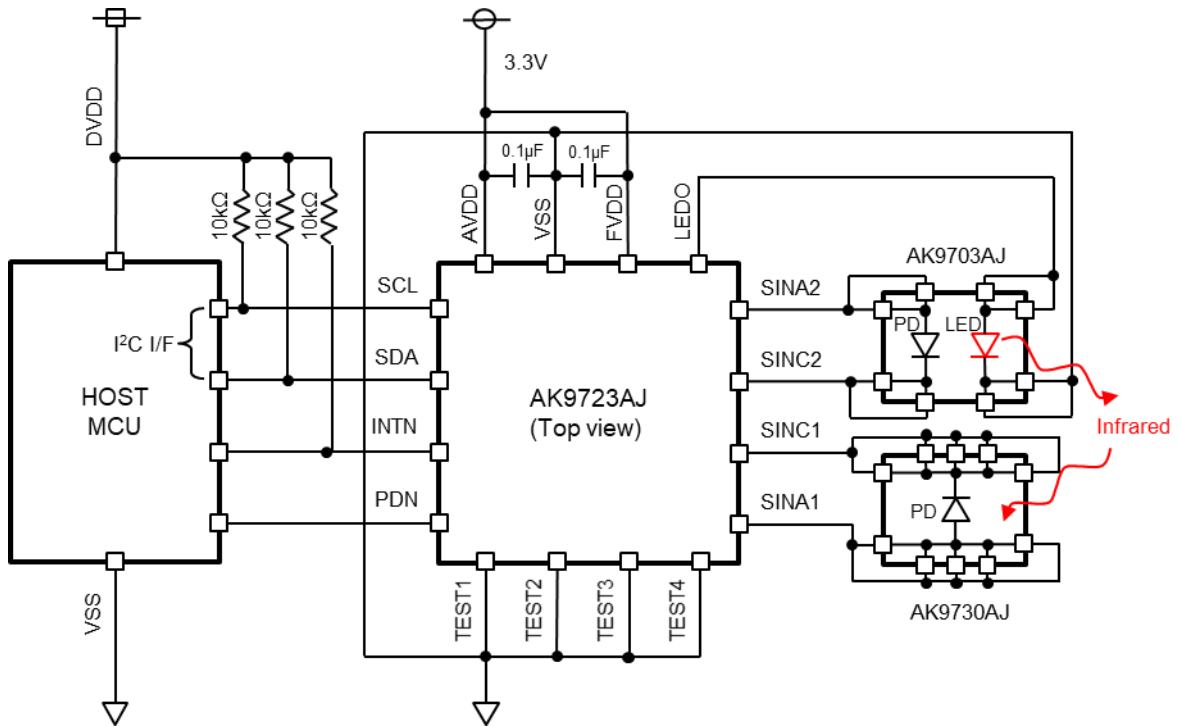 3.3V
DVDD
0.1µF
0.1µF
10kΩ
10kΩ
10kΩ
AVDD
VSS
FVDD
LEDO
AK9703AJ
SCL
SINA2
PD
LED
I²C I/F
SDA
SINC2
HOST
MCU
AK9723AJ
(Top view)
INTN
SINC1
Infrared
PDN
SINA1
PD
VSS
TEST1
TEST2
TEST3
TEST4
AK9730AJ